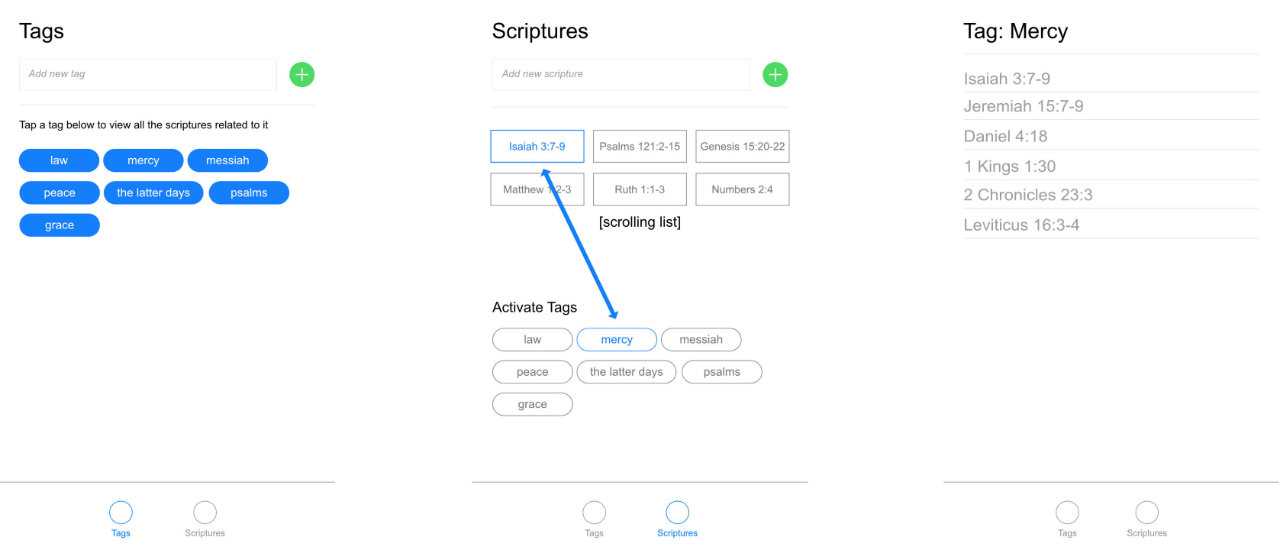 Tags
Add new tag
Tap a tag below to view all the scriptures related to it
law mercy messiah
peace the latter days psalms
grace
Tags Scriptures
Scriptures
Add new scripture
Isaiah 3:7-9 Psalms 121:2-15 Genesis 15:20-22
Matthew 1:2-3 Ruth 1:1-3 Numbers 2:4
[scrolling list]
Activate Tags
law mercy messiah
peace the latter days psalms
grace
Tags Scriptures
Tag: Mercy
Isaiah 3:7-9
Jeremiah 15:7-9
Daniel 4:18
1 Kings 1:30
2 Chronicles 23:3
Leviticus 16:3-4
Tags Scriptures